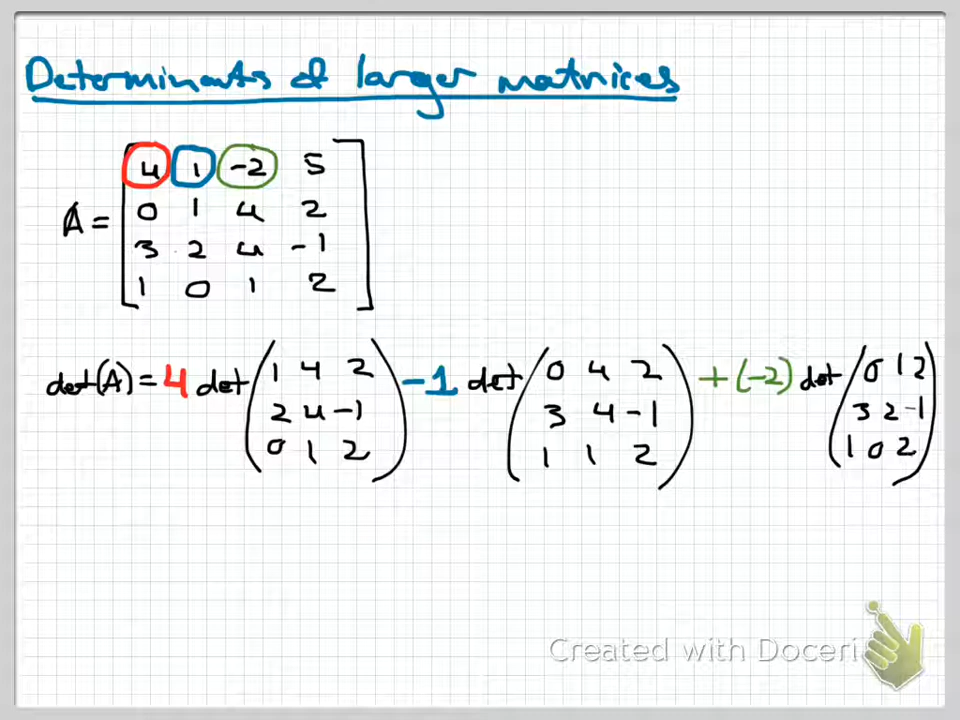 Determinants of larger matrices
4 1 -2 5
0 1 4 2
A =
3 2 4 -1
1 0 1 2
1 4 2 0 4 2 0 1 2
det(A) = 4 det -1 det + (-2) det
2 4 -1 3 4 -1 3 2 -1
0 1 2 1 1 2 1 0 2
Created with Doceri